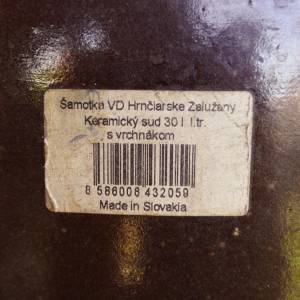 Šamotka VD Hrnčiarske Zalužany
Keramický sud 30 l I.tr.
s vrchnákom
8 586006 432059
Made in Slovakia